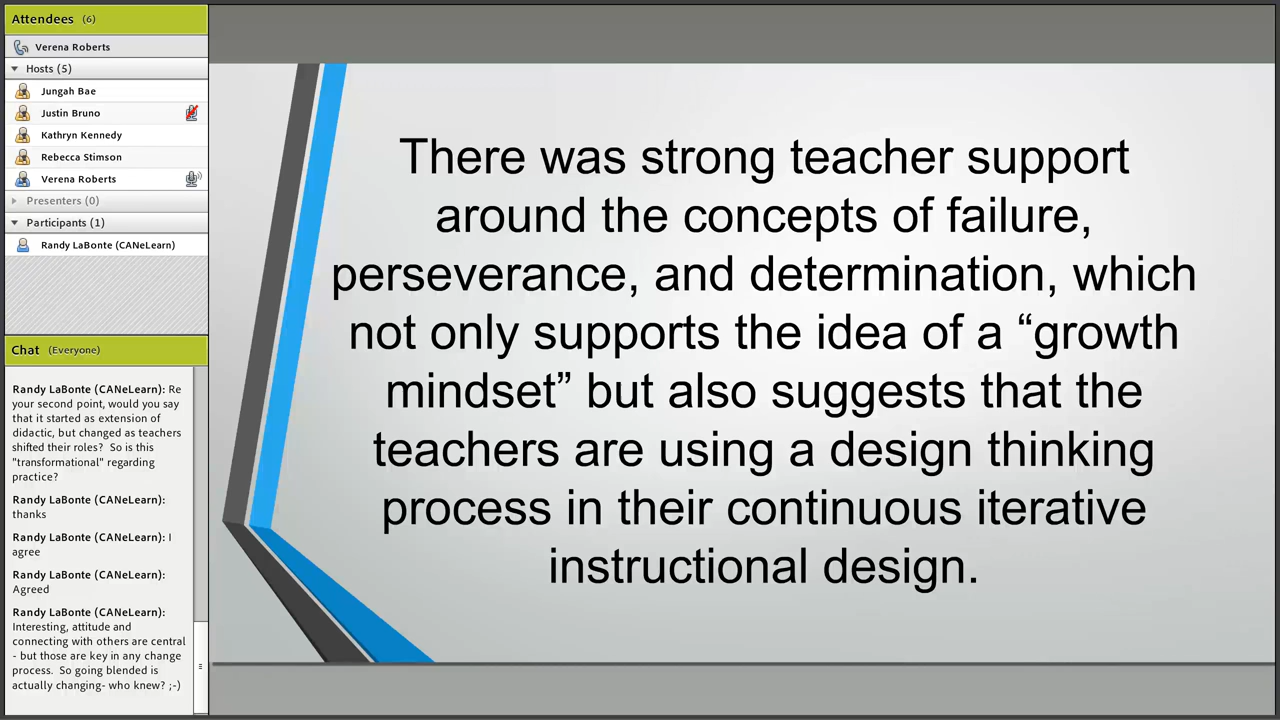 Attendees (6)
Verena Roberts
Hosts (5)
Jungah Bae
Justin Bruno
Kathryn Kennedy
Rebecca Stimson
Verena Roberts
Presenters (0)
Participants (1)
Randy LaBonte (CANeLearn)
Chat (Everyone)
Randy LaBonte (CANeLearn): Re
your second point, would you say
that it started as extension of
didactic, but changed as teachers
shifted their roles? So is this
"transformational" regarding
practice?
Randy LaBonte (CANeLearn):
thanks
Randy LaBonte (CANeLearn): I
agree
Randy LaBonte (CANeLearn):
Agreed
Randy LaBonte (CANeLearn):
Interesting, attitude and
connecting with others are central
- but those are key in any change
process. So going blended is
actually changing- who knew? ;-)
There was strong teacher support
around the concepts of failure,
perseverance, and determination, which
not only supports the idea of a “growth
mindset” but also suggests that the
teachers are using a design thinking
process in their continuous iterative
instructional design.